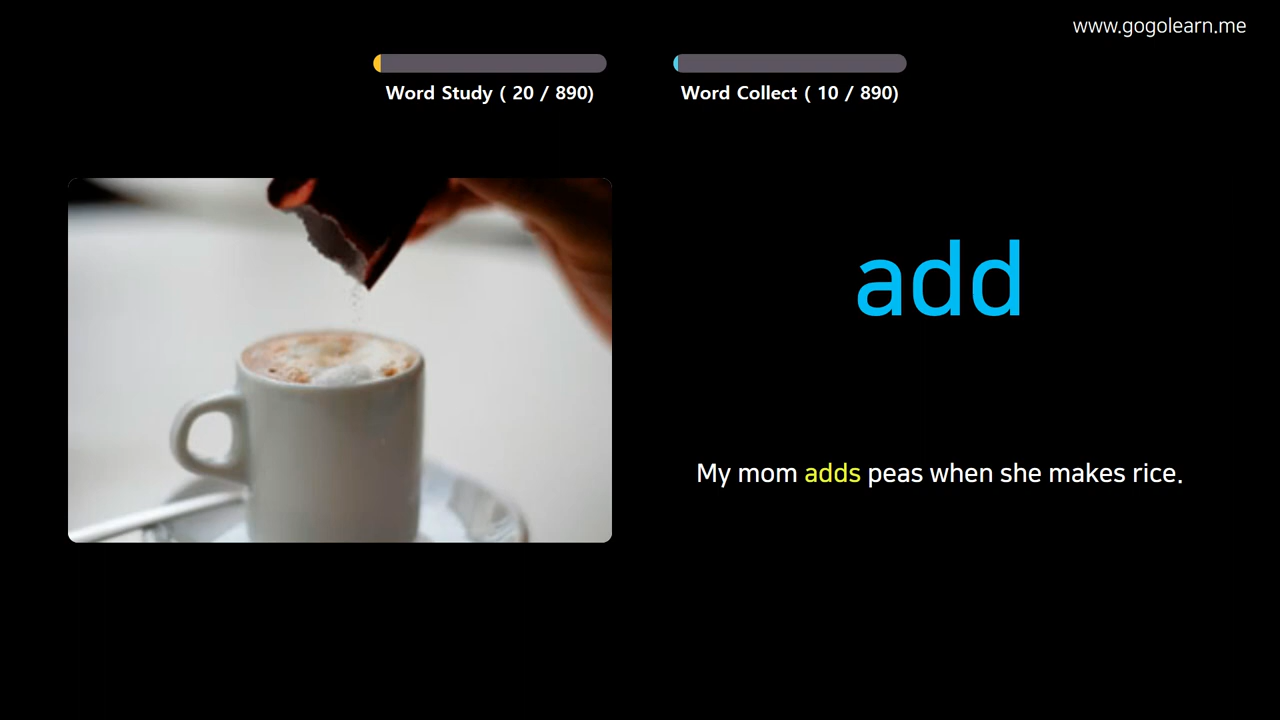 www.gogolearn.me
Word Study ( 20 / 890)
Word Collect ( 10 / 890)
add
My mom adds peas when she makes rice.